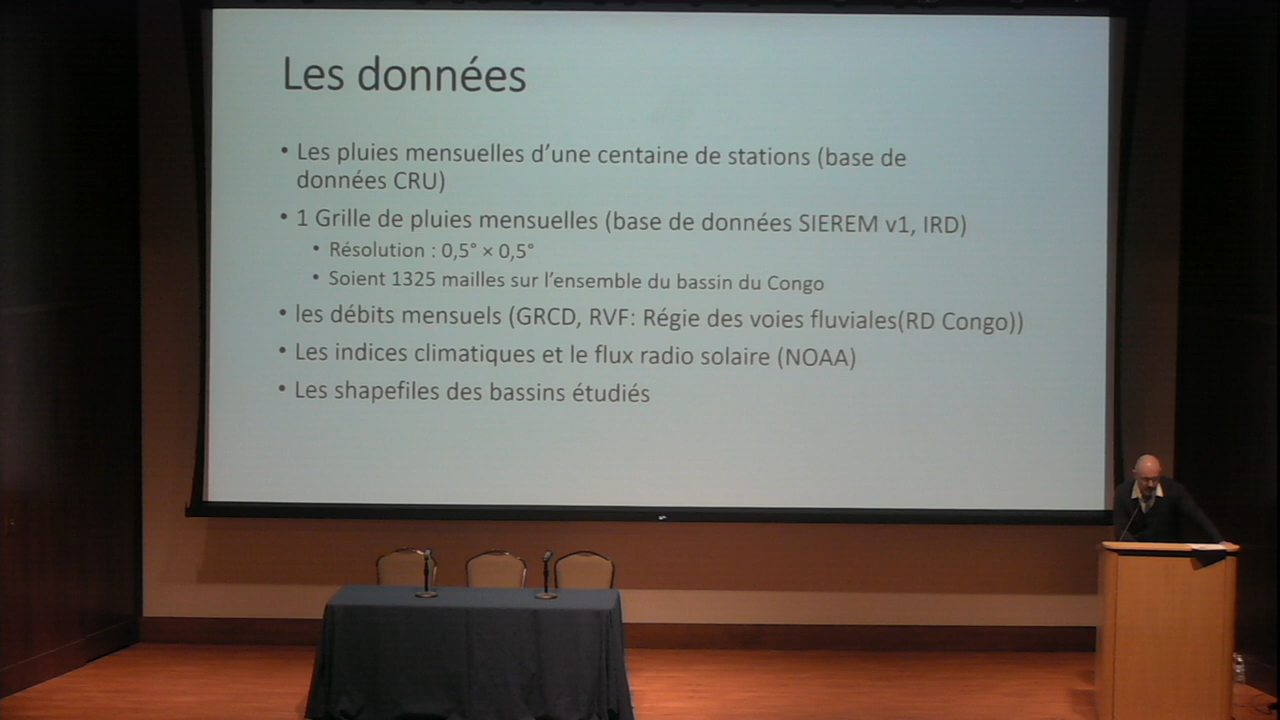 Les données
• Les pluies mensuelles d’une centaine de stations (base de
données CRU)
• 1 Grille de pluies mensuelles (base de données SIEREM v1, IRD)
• Résolution : 0,5° × 0,5°
• Soient 1325 mailles sur l’ensemble du bassin du Congo
• les débits mensuels (GRCD, RVF: Régie des voies fluviales(RD Congo))
• Les indices climatiques et le flux radio solaire (NOAA)
• Les shapefiles des bassins étudiés